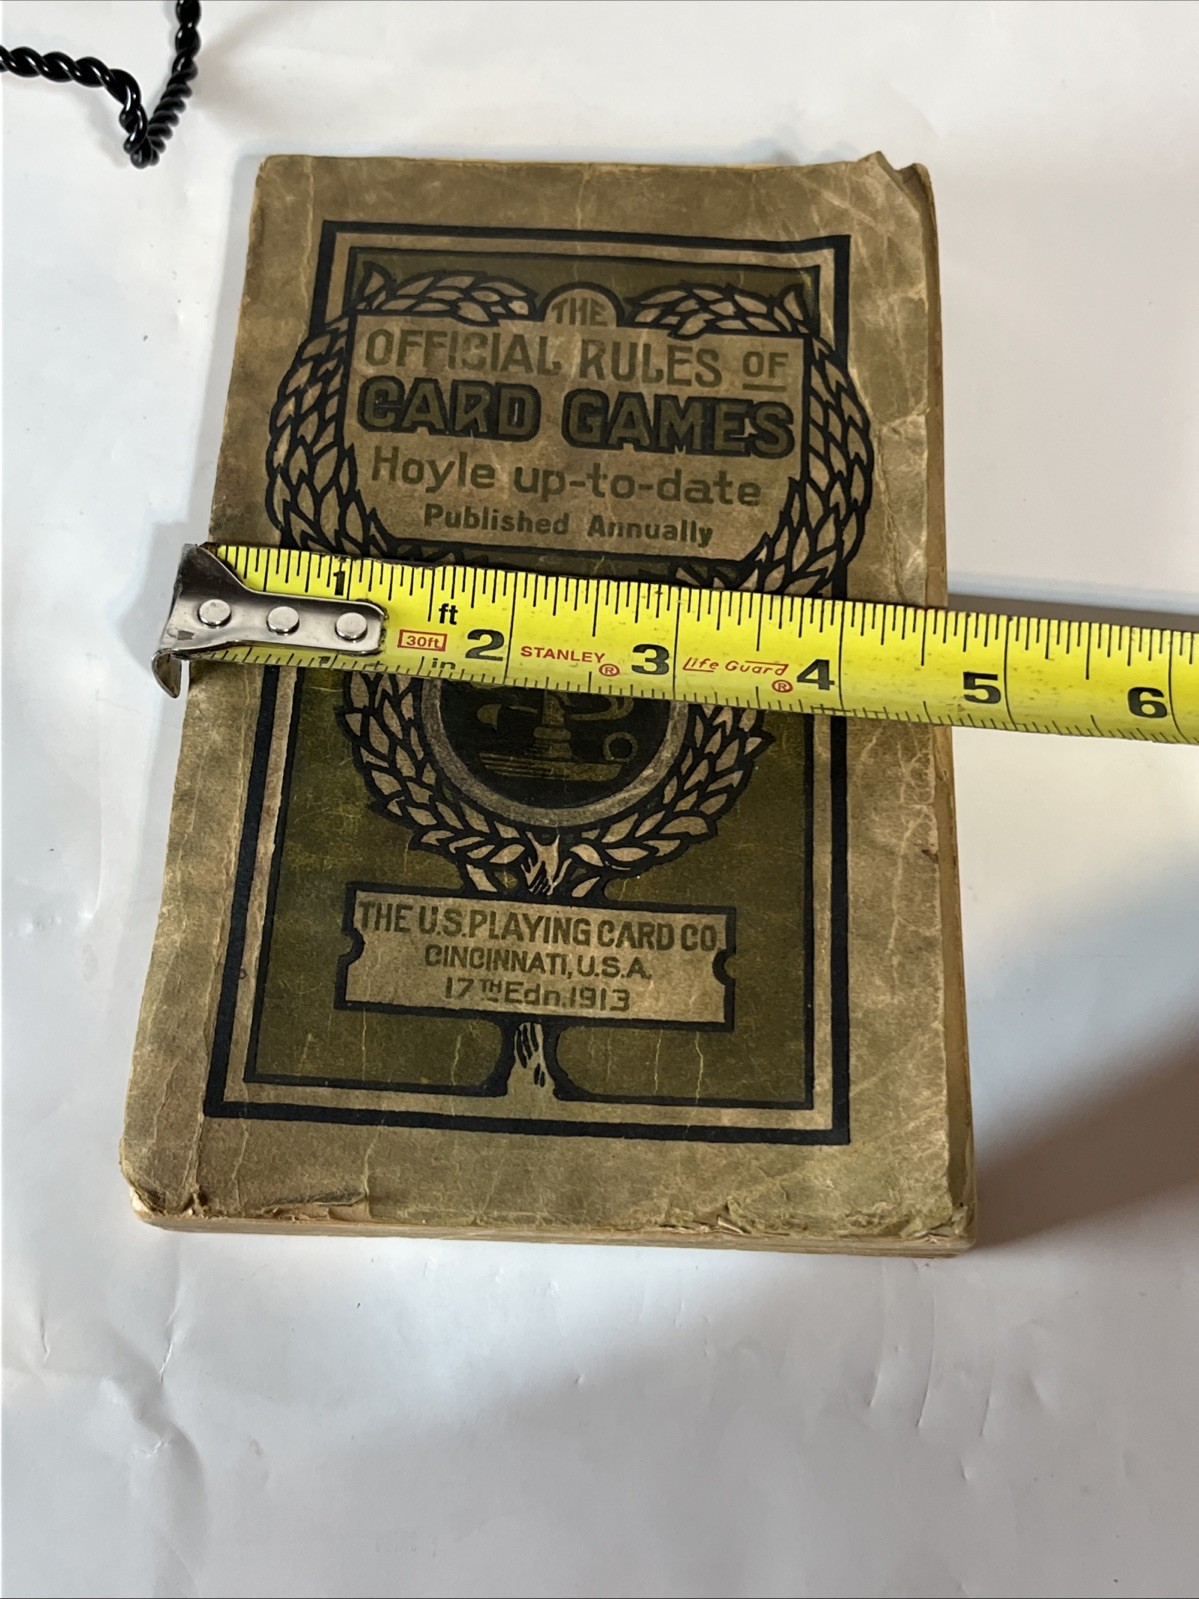 THE
OFFICIAL RULES OF
CARD GAMES
Hoyle up-to-date
Published Annually
1 ft 2 STANLEY® 3 Life Guard® 4 5 6
30ft. in
THE U.S. PLAYING CARD CO.
CINCINNATI, U.S.A.
17TH Edn. 1913